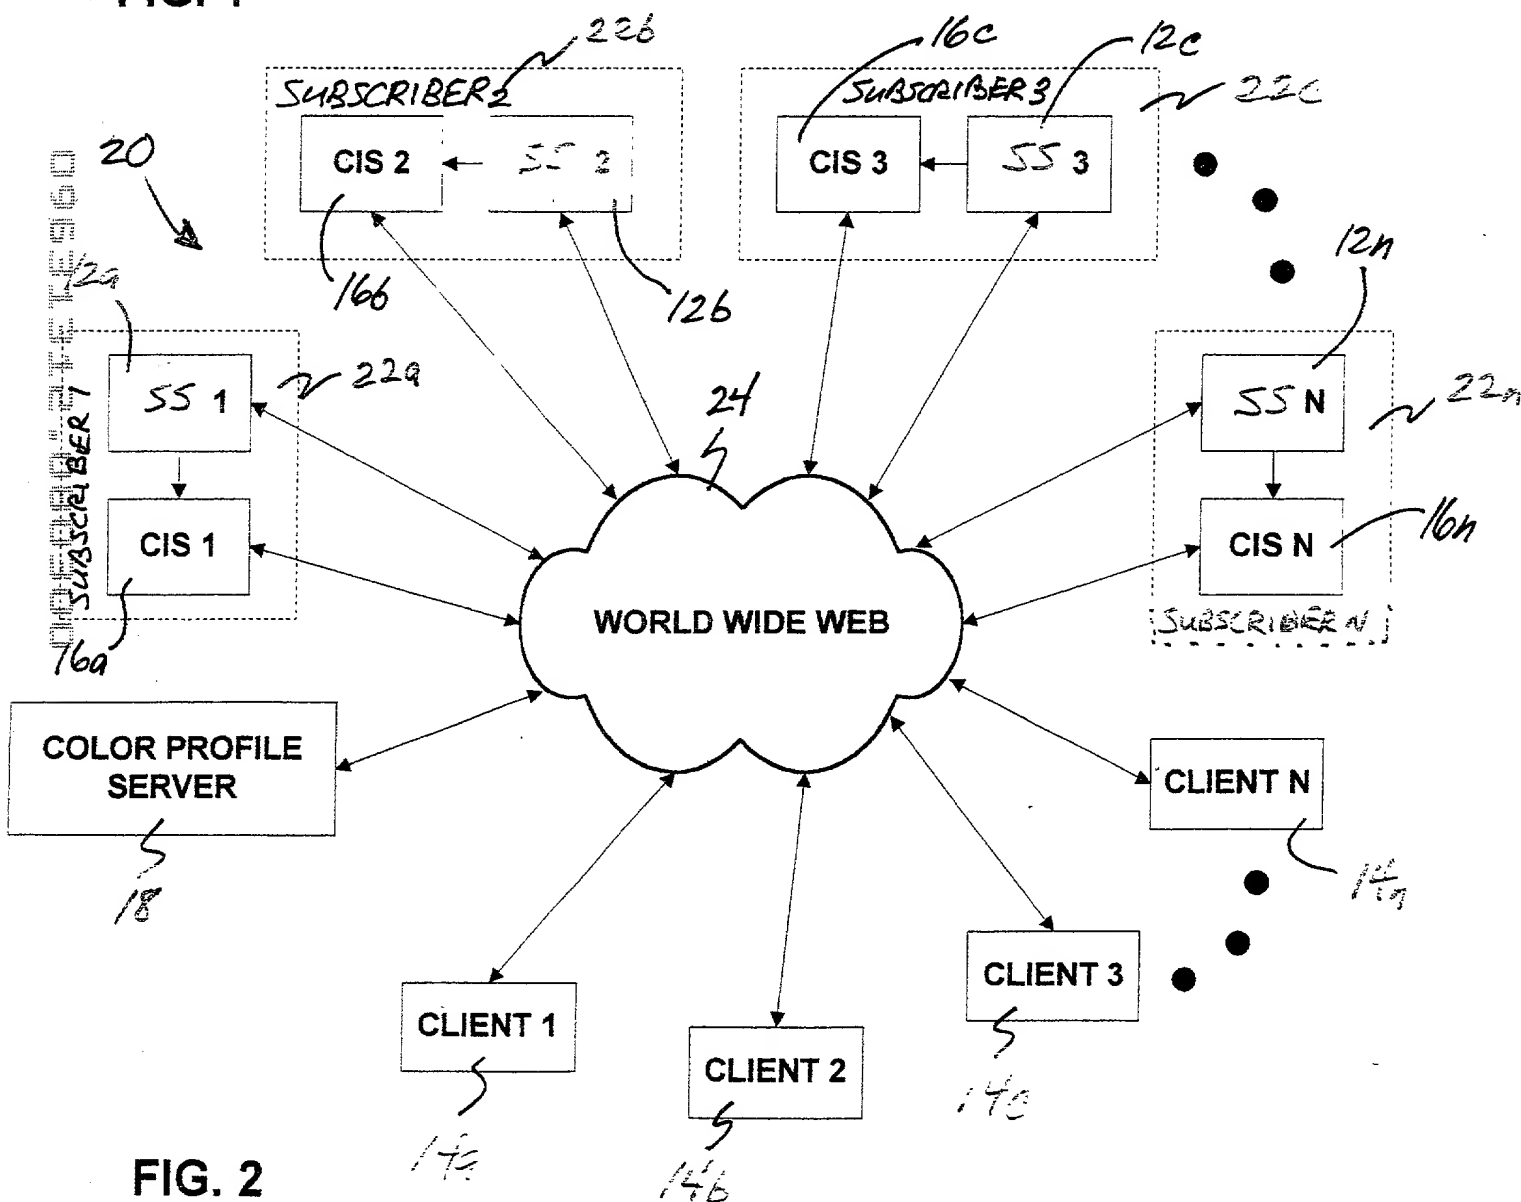 22b
16c
12c
SUBSCRIBER 2
SUBSCRIBER 3
22c
20
CIS 2
SS 2
CIS 3
SS 3
12n
12a
16b
12b
SS 1
22a
24
SS N
22n
SUBSCRIBER 1
CIS 1
WORLD WIDE WEB
CIS N
16n
SUBSCRIBER N
16a
COLOR PROFILE
SERVER
CLIENT N
18
14n
CLIENT 3
CLIENT 1
CLIENT 2
14c
14a
14b
FIG. 2